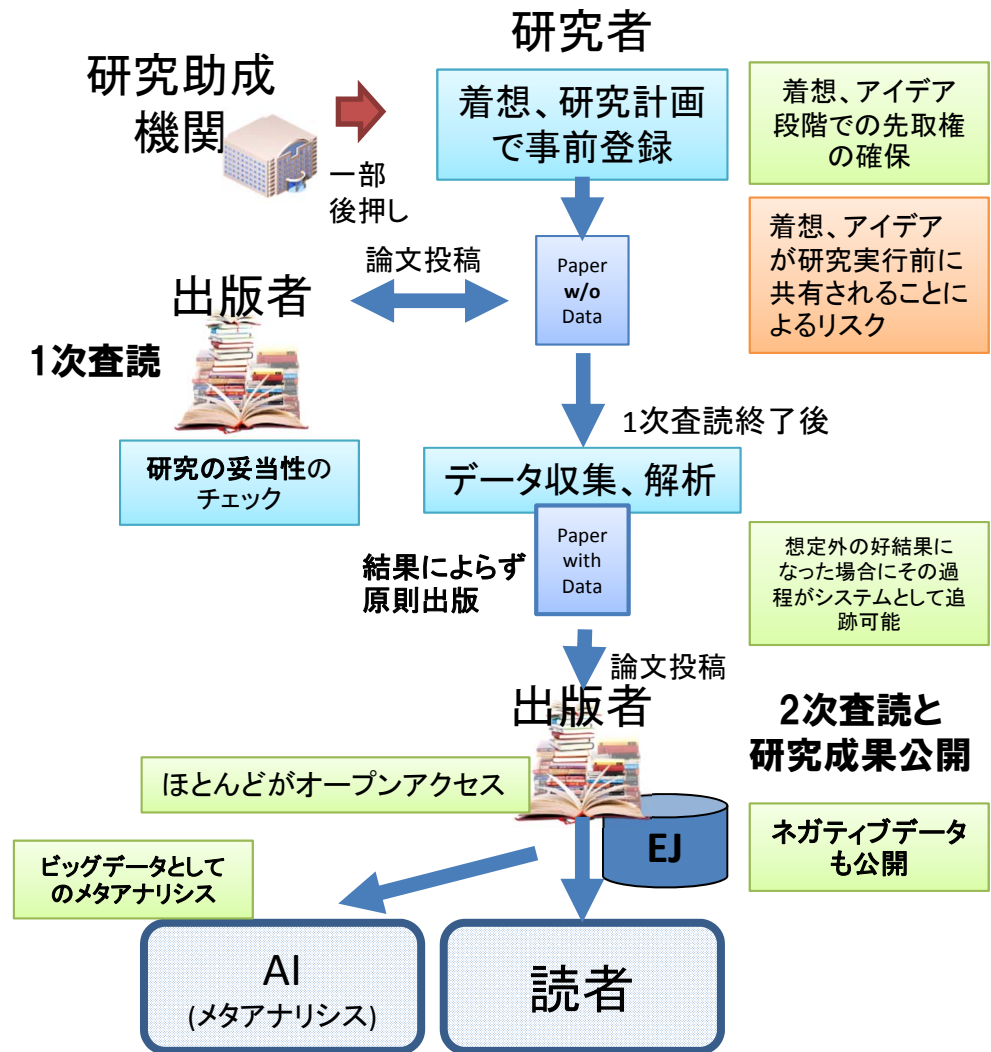 研究者
研究助成
機関
着想、研究計画
で事前登録
着想、アイデア
段階での先取権
の確保
一部
後押し
着想、アイデア
が研究実行前に
共有されることに
よるリスク
論文投稿
Paper
w/o
Data
出版者
1次査読
研究の妥当性の
チェック
1次査読終了後
データ収集、解析
Paper
with
Data
結果によらず
原則出版
想定外の好結果に
なった場合にその過
程がシステムとして追
跡可能
論文投稿
出版者
2次査読と
研究成果公開
ほとんどがオープンアクセス
EJ
ネガティブデータ
も公開
ビッグデータとして
のメタアナリシス
AI
(メタアナリシス)
読者